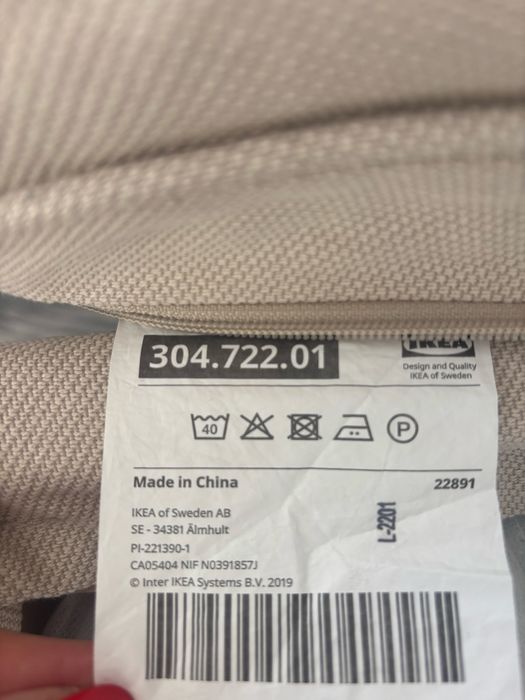 304.722.01
IKEA
Design and Quality
IKEA of Sweden
40
P
Made in China
22891
IKEA of Sweden AB
SE - 34381 Älmhult
PI-221390-1
CA05404 NIF N0391857J
© Inter IKEA Systems B.V. 2019
L-2201